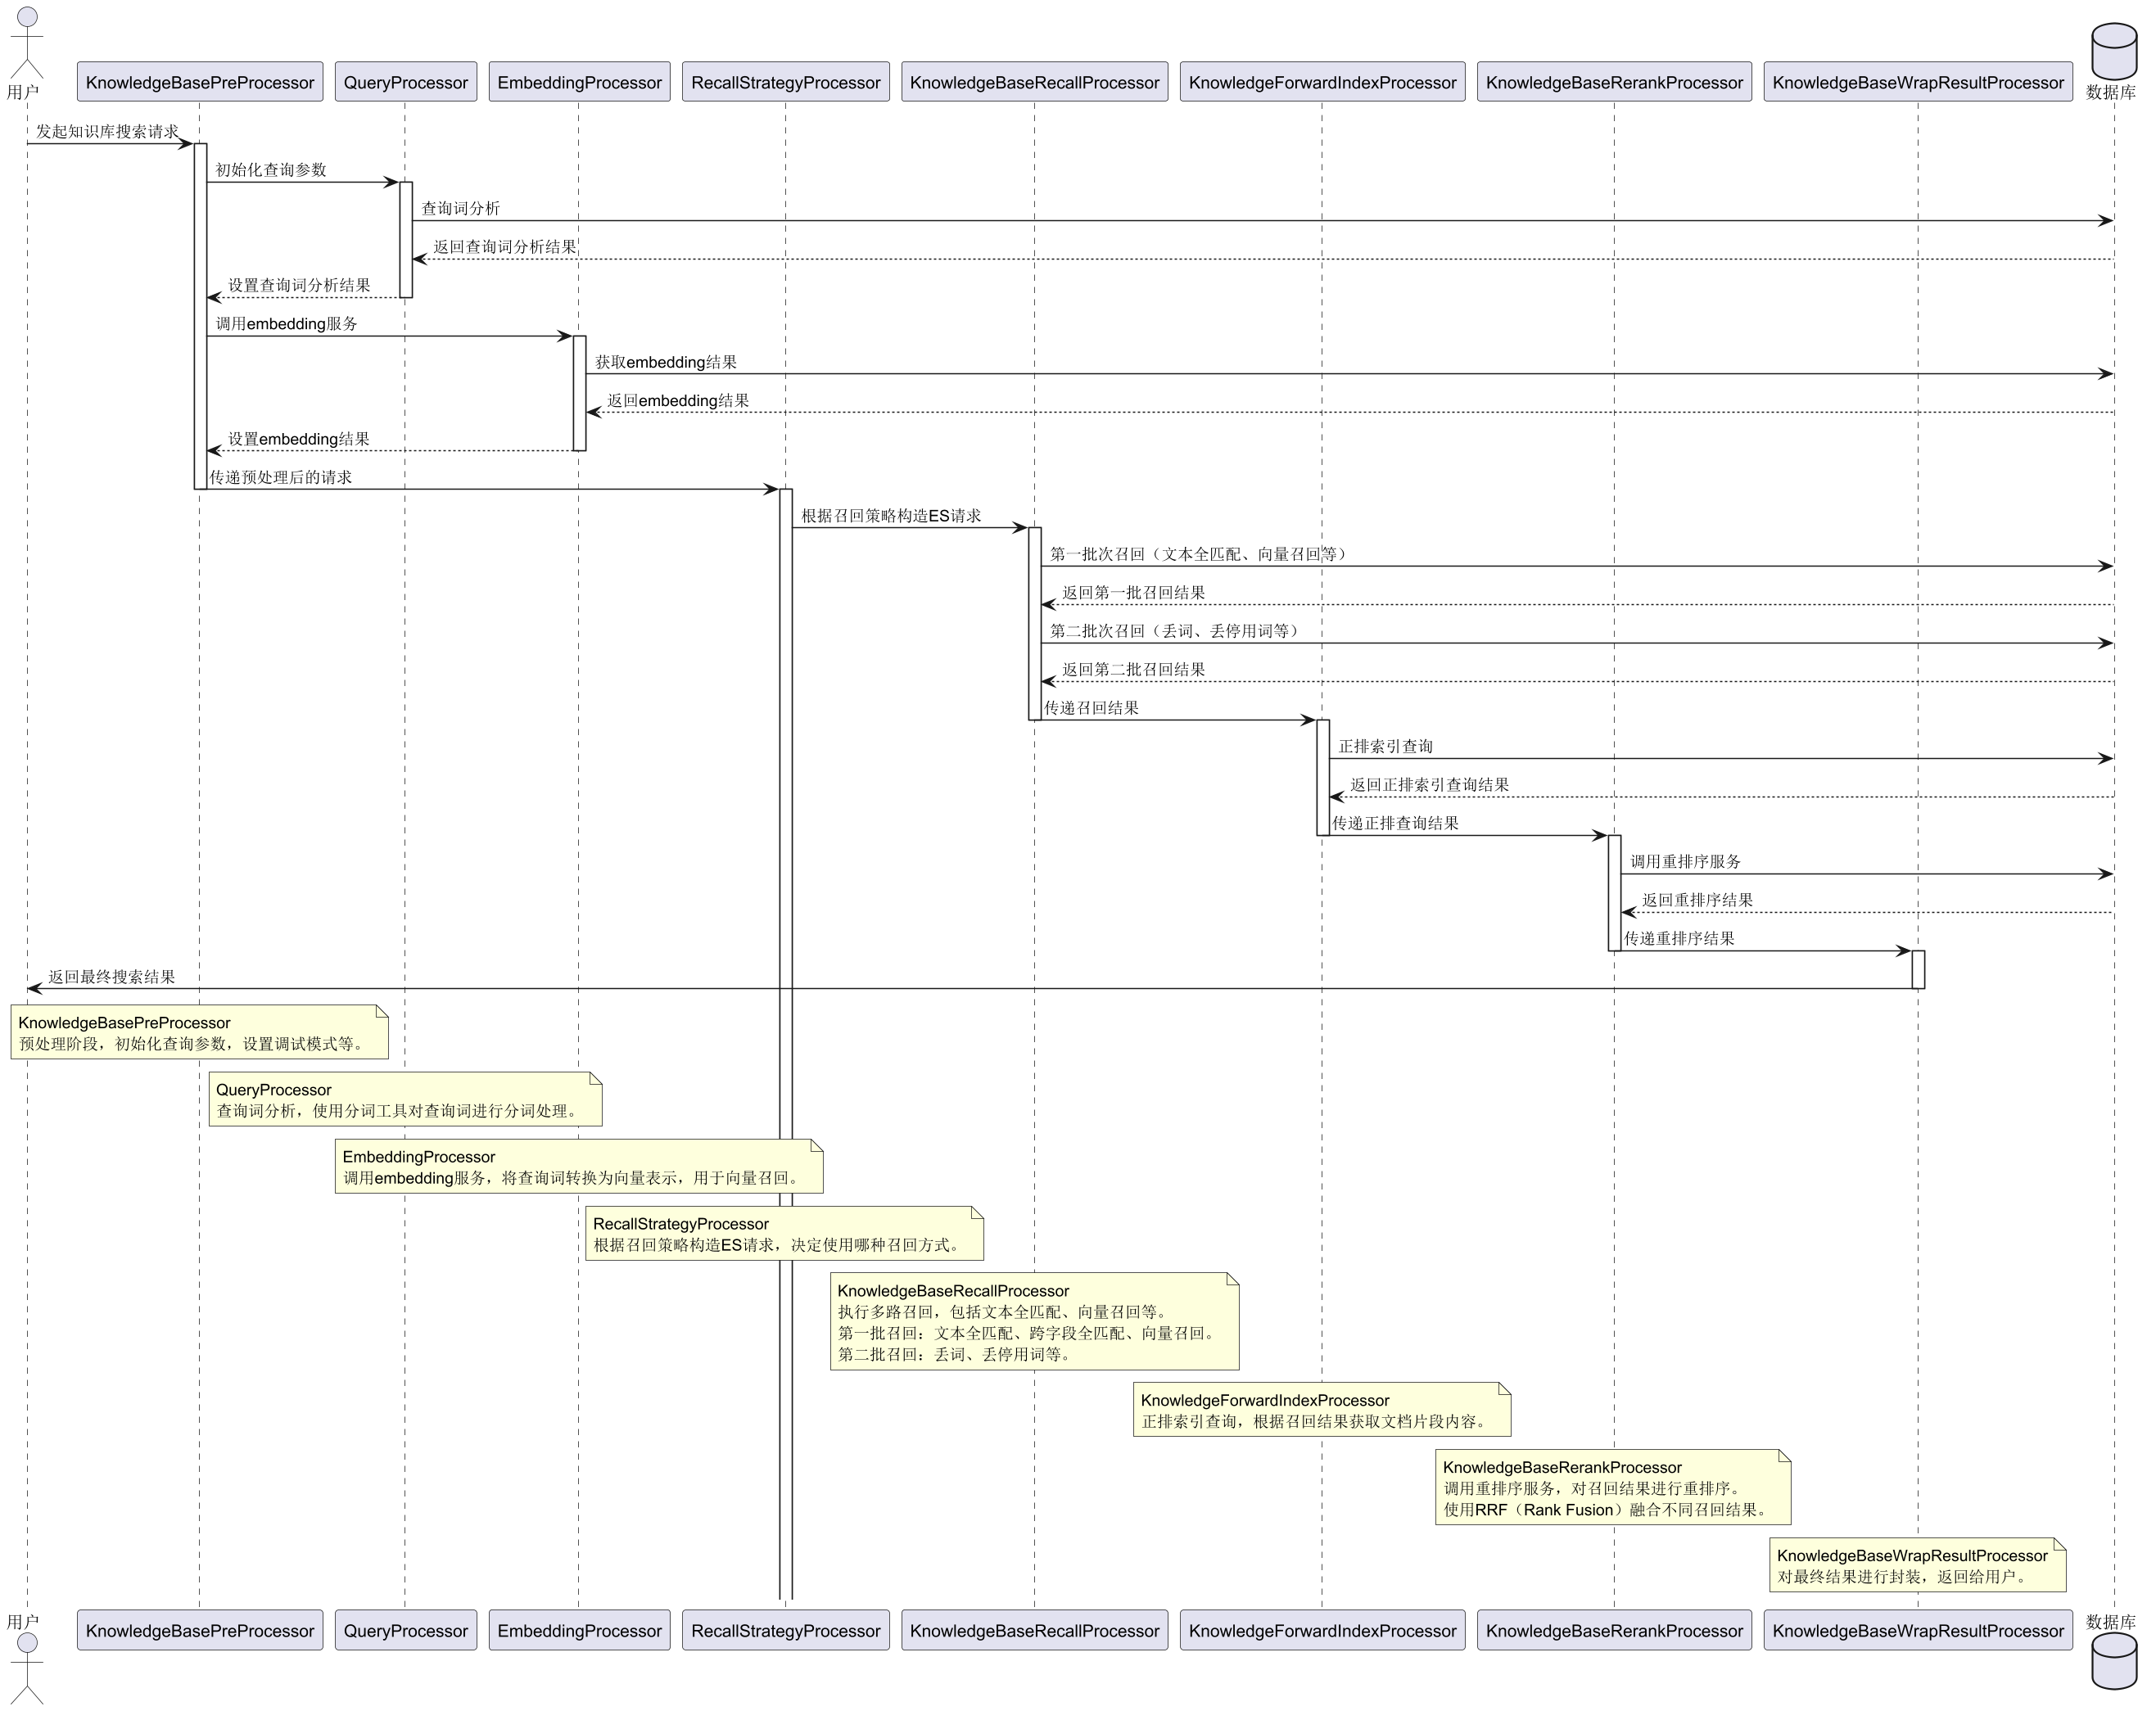 用户
KnowledgeBasePreProcessor
QueryProcessor
EmbeddingProcessor
RecallStrategyProcessor
KnowledgeBaseRecallProcessor
KnowledgeForwardIndexProcessor
KnowledgeBaseRerankProcessor
KnowledgeBaseWrapResultProcessor
数据库
发起知识库搜索请求
初始化查询参数
查询词分析
返回查询词分析结果
设置查询词分析结果
调用embedding服务
获取embedding结果
返回embedding结果
设置embedding结果
传递预处理后的请求
根据召回策略构造ES请求
第一批次召回（文本全匹配、向量召回等）
返回第一批召回结果
第二批次召回（丢词、丢停用词等）
返回第二批召回结果
传递召回结果
正排索引查询
返回正排索引查询结果
传递正排查询结果
调用重排序服务
返回重排序结果
传递重排序结果
返回最终搜索结果
KnowledgeBasePreProcessor
预处理阶段，初始化查询参数，设置调试模式等。
QueryProcessor
查询词分析，使用分词工具对查询词进行分词处理。
EmbeddingProcessor
调用embedding服务，将查询词转换为向量表示，用于向量召回。
RecallStrategyProcessor
根据召回策略构造ES请求，决定使用哪种召回方式。
KnowledgeBaseRecallProcessor
执行多路召回，包括文本全匹配、向量召回等。
第一批召回：文本全匹配、跨字段全匹配、向量召回。
第二批召回：丢词、丢停用词等。
KnowledgeForwardIndexProcessor
正排索引查询，根据召回结果获取文档片段内容。
KnowledgeBaseRerankProcessor
调用重排序服务，对召回结果进行重排序。
使用RRF（Rank Fusion）融合不同召回结果。
KnowledgeBaseWrapResultProcessor
对最终结果进行封装，返回给用户。
用户
KnowledgeBasePreProcessor
QueryProcessor
EmbeddingProcessor
RecallStrategyProcessor
KnowledgeBaseRecallProcessor
KnowledgeForwardIndexProcessor
KnowledgeBaseRerankProcessor
KnowledgeBaseWrapResultProcessor
数据库